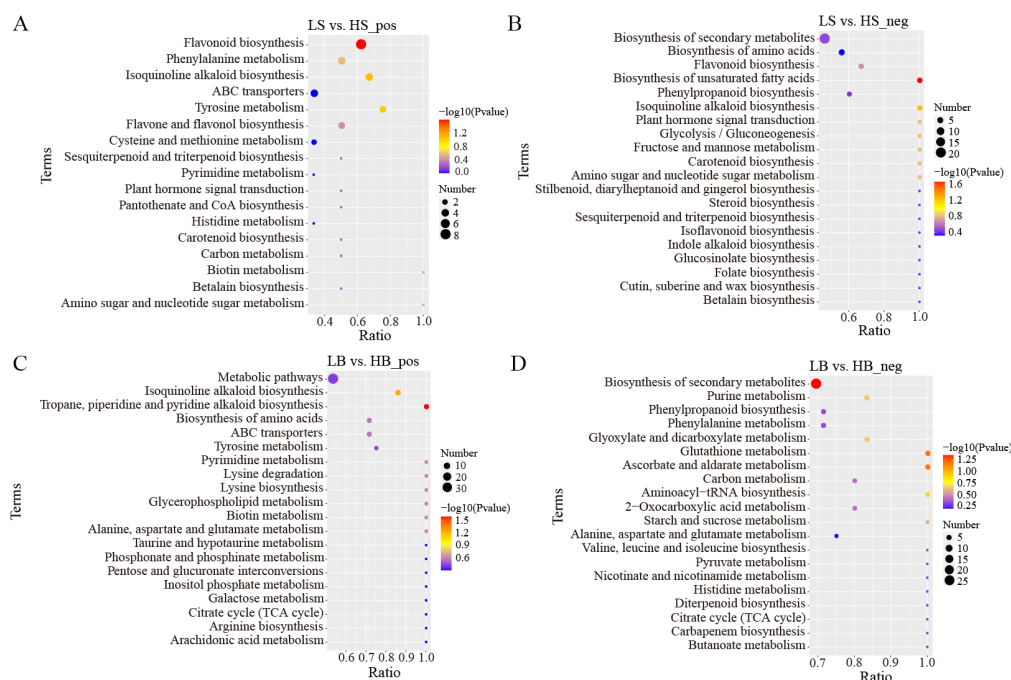 A
LS vs. HS_pos
Terms
Flavonoid biosynthesis
Phenylalanine metabolism
Isoquinoline alkaloid biosynthesis
ABC transporters
Tyrosine metabolism
Flavone and flavonol biosynthesis
Cysteine and methionine metabolism
Sesquiterpenoid and triterpenoid biosynthesis
Pyrimidine metabolism
Plant hormone signal transduction
Pantothenate and CoA biosynthesis
Histidine metabolism
Carotenoid biosynthesis
Carbon metabolism
Biotin metabolism
Betalain biosynthesis
Amino sugar and nucleotide sugar metabolism
0.4 0.6 0.8 1.0
Ratio
−log10(Pvalue)
1.2
0.8
0.4
0.0
Number
2
4
6
8
B
LS vs. HS_neg
Terms
Biosynthesis of secondary metabolites
Biosynthesis of amino acids
Flavonoid biosynthesis
Biosynthesis of unsaturated fatty acids
Phenylpropanoid biosynthesis
Isoquinoline alkaloid biosynthesis
Plant hormone signal transduction
Glycolysis / Gluconeogenesis
Fructose and mannose metabolism
Carotenoid biosynthesis
Amino sugar and nucleotide sugar metabolism
Stilbenoid, diarylheptanoid and gingerol biosynthesis
Steroid biosynthesis
Sesquiterpenoid and triterpenoid biosynthesis
Isoflavonoid biosynthesis
Indole alkaloid biosynthesis
Glucosinolate biosynthesis
Folate biosynthesis
Cutin, suberine and wax biosynthesis
Betalain biosynthesis
0.6 0.8 1.0
Ratio
Number
5
10
15
20
−log10(Pvalue)
1.6
1.2
0.8
0.4
C
LB vs. HB_pos
Terms
Metabolic pathways
Isoquinoline alkaloid biosynthesis
Tropane, piperidine and pyridine alkaloid biosynthesis
Biosynthesis of amino acids
ABC transporters
Tyrosine metabolism
Pyrimidine metabolism
Lysine degradation
Lysine biosynthesis
Glycerophospholipid metabolism
Biotin metabolism
Alanine, aspartate and glutamate metabolism
Taurine and hypotaurine metabolism
Phosphonate and phosphinate metabolism
Pentose and glucuronate interconversions
Inositol phosphate metabolism
Galactose metabolism
Citrate cycle (TCA cycle)
Arginine biosynthesis
Arachidonic acid metabolism
0.6 0.7 0.8 0.9 1.0
Ratio
Number
10
20
30
−log10(Pvalue)
1.5
1.2
0.9
0.6
D
LB vs. HB_neg
Terms
Biosynthesis of secondary metabolites
Purine metabolism
Phenylpropanoid biosynthesis
Phenylalanine metabolism
Glyoxylate and dicarboxylate metabolism
Glutathione metabolism
Ascorbate and aldarate metabolism
Carbon metabolism
Aminoacyl−tRNA biosynthesis
2−Oxocarboxylic acid metabolism
Starch and sucrose metabolism
Alanine, aspartate and glutamate metabolism
Valine, leucine and isoleucine biosynthesis
Pyruvate metabolism
Nicotinate and nicotinamide metabolism
Histidine metabolism
Diterpenoid biosynthesis
Citrate cycle (TCA cycle)
Carbapenem biosynthesis
Butanoate metabolism
0.7 0.8 0.9 1.0
Ratio
−log10(Pvalue)
1.25
1.00
0.75
0.50
0.25
Number
5
10
15
20
25